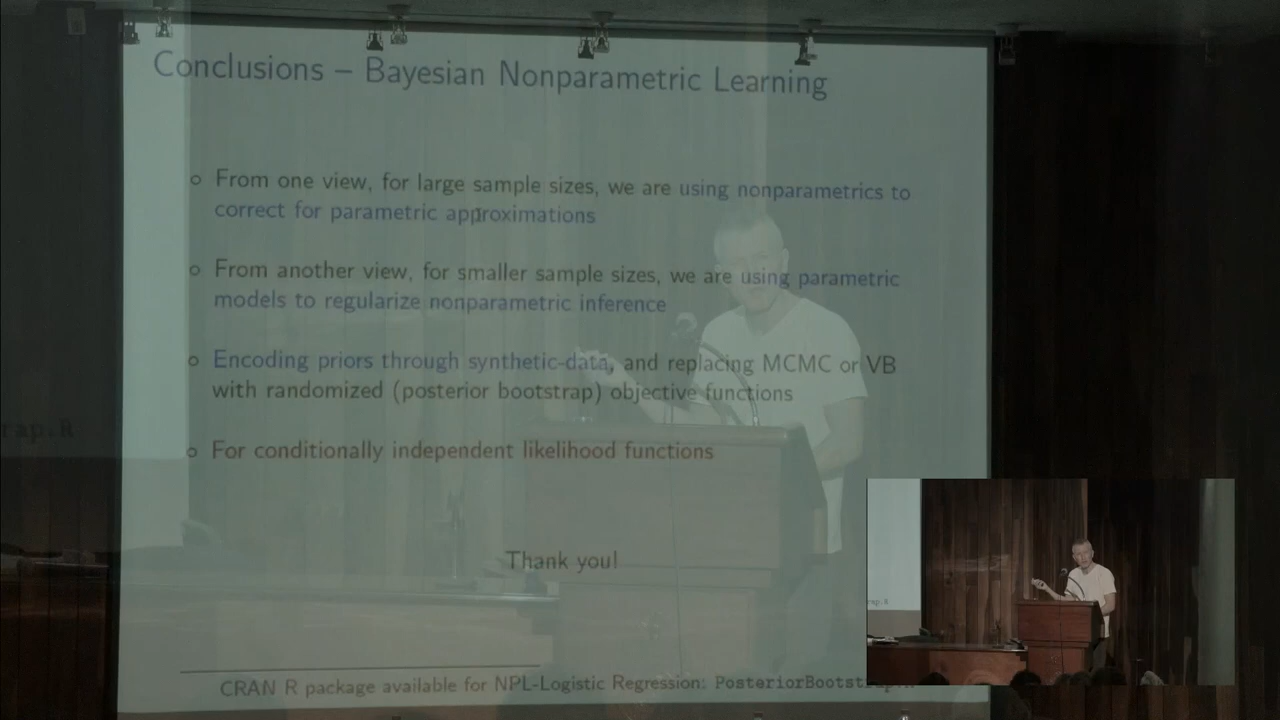 Conclusions – Bayesian Nonparametric Learning
From one view, for large sample sizes, we are using nonparametrics to
correct for parametric approximations
From another view, for smaller sample sizes, we are using parametric
models to regularize nonparametric inference
Encoding priors through synthetic-data, and replacing MCMC or VB
with randomized (posterior bootstrap) objective functions
For conditionally independent likelihood functions
Thank you!
CRAN R package available for NPL-Logistic Regression: PosteriorBootstrap.R
rap.R
rap.R